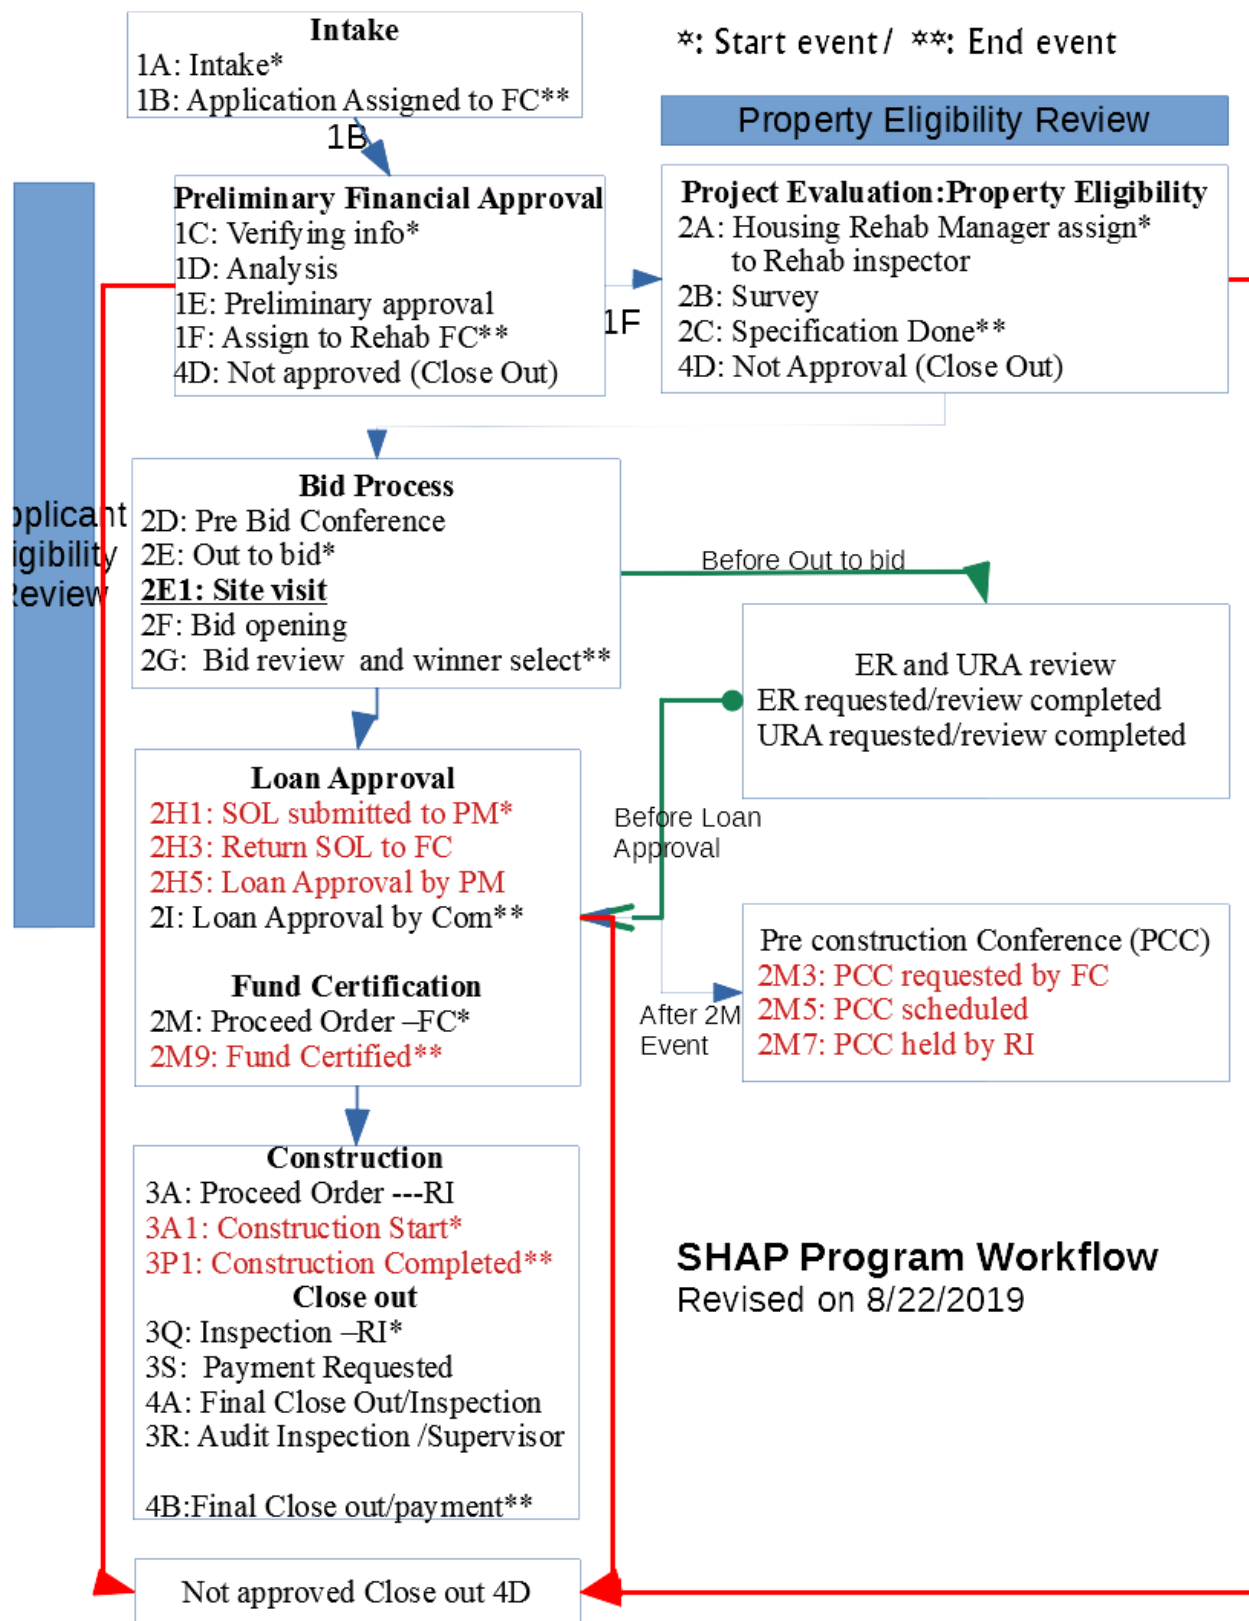 Intake
1A: Intake*
1B: Application Assigned to FC**
*: Start event/ **: End event
1B
Property Eligibility Review
Preliminary Financial Approval
1C: Verifying info*
1D: Analysis
1E: Preliminary approval
1F: Assign to Rehab FC**
4D: Not approved (Close Out)
1F
Project Evaluation:Property Eligibility
2A: Housing Rehab Manager assign*
to Rehab inspector
2B: Survey
2C: Specification Done**
4D: Not Approval (Close Out)
pplicant
igibility
Review
Bid Process
2D: Pre Bid Conference
2E: Out to bid*
2E1: Site visit
2F: Bid opening
2G: Bid review and winner select**
Before Out to bid
ER and URA review
ER requested/review completed
URA requested/review completed
Before Loan
Approval
Loan Approval
2H1: SOL submitted to PM*
2H3: Return SOL to FC
2H5: Loan Approval by PM
2I: Loan Approval by Com**
Fund Certification
2M: Proceed Order –FC*
2M9: Fund Certified**
After 2M
Event
Pre construction Conference (PCC)
2M3: PCC requested by FC
2M5: PCC scheduled
2M7: PCC held by RI
Construction
3A: Proceed Order ---RI
3A1: Construction Start*
3P1: Construction Completed**
Close out
3Q: Inspection –RI*
3S: Payment Requested
4A: Final Close Out/Inspection
3R: Audit Inspection /Supervisor
4B:Final Close out/payment**
SHAP Program Workflow
Revised on 8/22/2019
Not approved Close out 4D